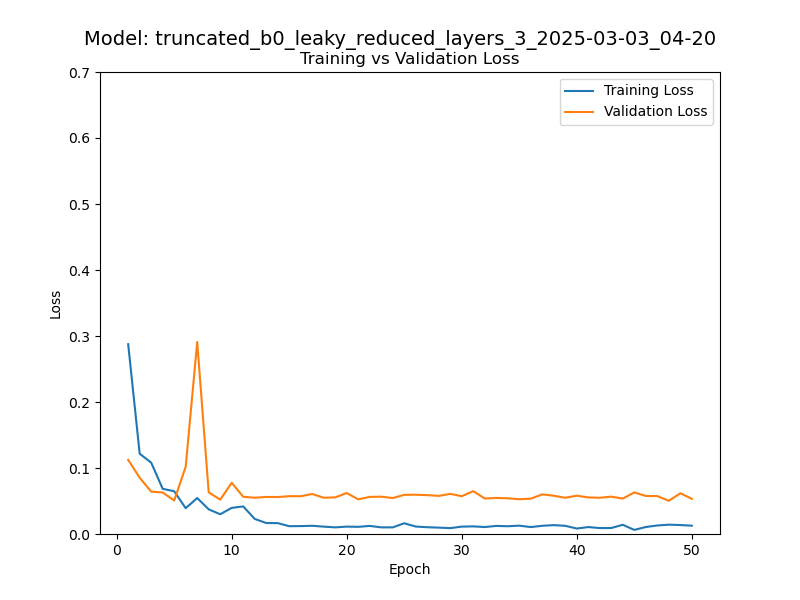 Model: truncated_b0_leaky_reduced_layers_3_2025-03-03_04-20
Training vs Validation Loss
Training Loss
Validation Loss
Loss
0.7
0.6
0.5
0.4
0.3
0.2
0.1
0.0
0
10
20
30
40
50
Epoch